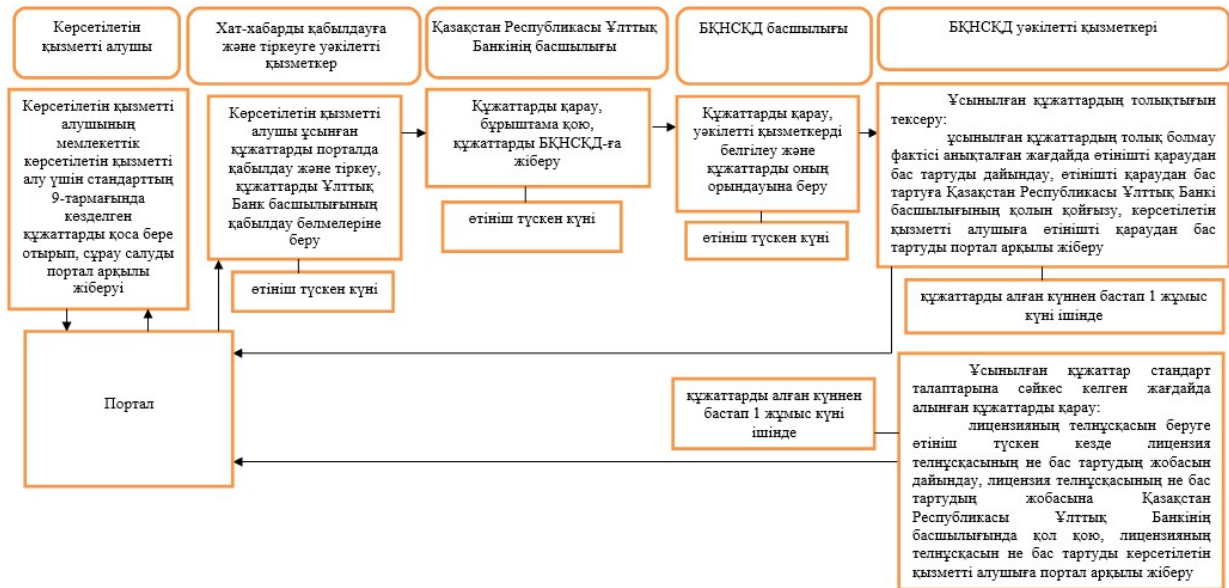 Көрсетілетін
қызметті алушы
Хат-хабарды қабылдауға
және тіркеуге уәкілетті
қызметкер
Қазақстан Республикасы Ұлттық
Банкінің басшылығы
БҚНСҚД басшылығы
БҚНСҚД уәкілетті қызметкері
Көрсетілетін қызметті
алушының
мемлекеттік
көрсетілетін қызметті
алу үшін стандарттың
9-тармағында
көзделген
құжаттарды қоса бере
отырып, сұрау салуды
портал арқылы
жіберуі
Көрсетілетін қызметті
алушы ұсынған
құжаттарды порталда
қабылдау және тіркеу,
құжаттарды Ұлттық
Банк басшылығының
қабылдау бөлмелеріне
беру
өтініш түскен күні
Құжаттарды қарау,
бұрыштама қою,
құжаттарды БҚНСҚД-ға
жіберу
өтініш түскен күні
Құжаттарды қарау,
уәкілетті қызметкерді
белгілеу және
құжаттарды оның
орындауына беру
өтініш түскен күні
Ұсынылған құжаттардың толықтығын
тексеру:
ұсынылған құжаттардың толық болмау
фактісі анықталған жағдайда өтінішті қараудан
бас тартуды дайындау, өтінішті қараудан бас
тартуға Қазақстан Республикасы Ұлттық Банкі
басшылығының қолын қойғызу, көрсетілетін
қызметті алушыға өтінішті қараудан бас
тартуды портал арқылы жіберу
құжаттарды алған күннен бастап 1 жұмыс
күні ішінде
Портал
құжаттарды алған күннен
бастап 1 жұмыс күні
ішінде
Ұсынылған құжаттар стандарт
талаптарына сәйкес келген жағдайда
алынған құжаттарды қарау:
лицензияның телнұсқасын беруге
өтініш түскен кезде лицензия
телнұсқасының не бас тартудың жобасын
дайындау, лицензия телнұсқасының не бас
тартудың жобасына Қазақстан
Республикасы Ұлттық Банкінің
басшылығында қол қою, лицензияның
телнұсқасын не бас тартуды көрсетілетін
қызметті алушыға портал арқылы жіберу